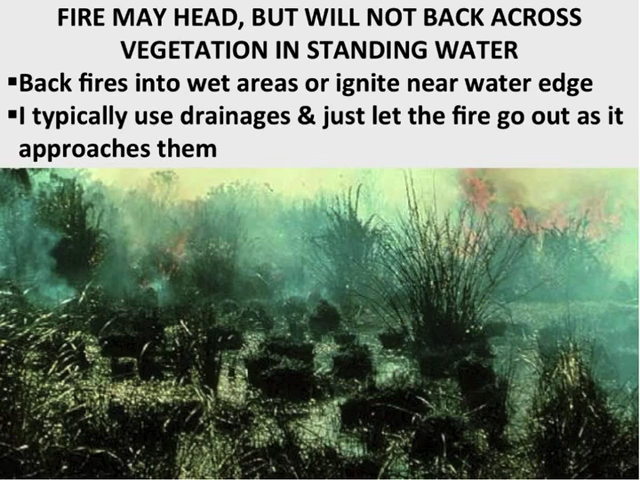 FIRE MAY HEAD, BUT WILL NOT BACK ACROSS
VEGETATION IN STANDING WATER
▪Back fires into wet areas or ignite near water edge
▪I typically use drainages & just let the fire go out as it
approaches them